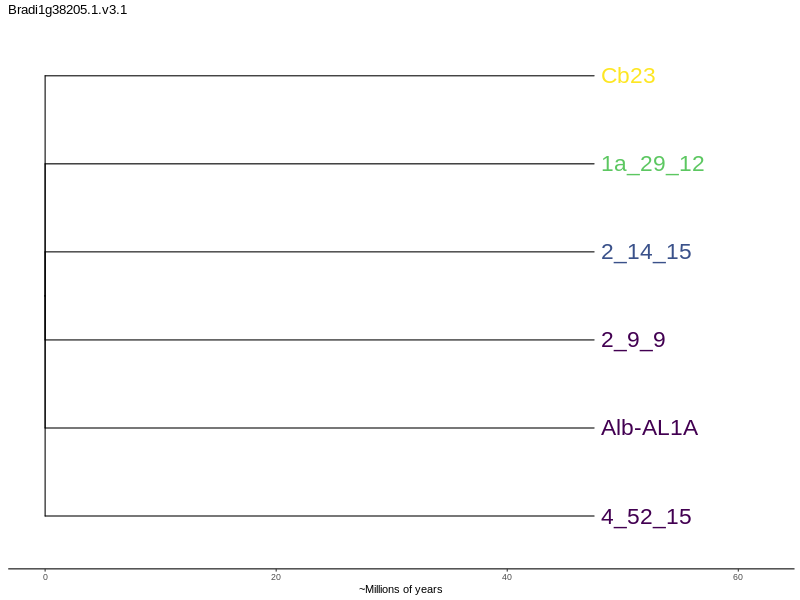 Bradi1g38205.1.v3.1
Cb23
1a_29_12
2_14_15
2_9_9
Alb-AL1A
4_52_15
0 20 40 60
~Millions of years